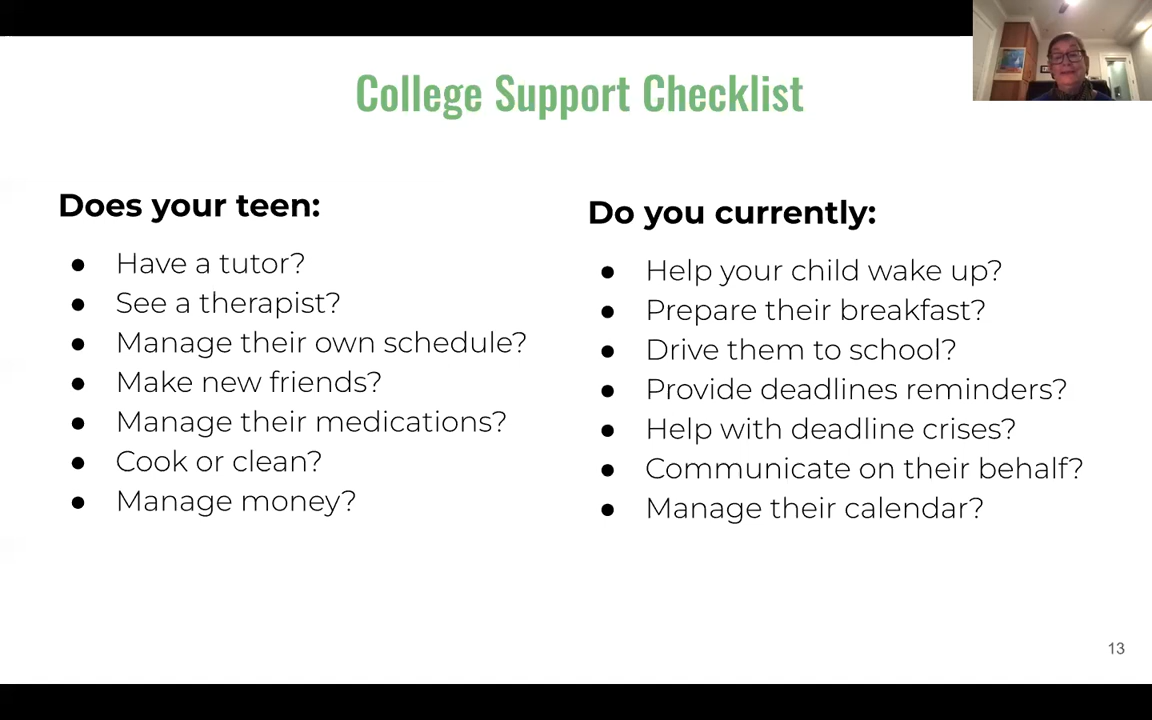 College Support Checklist
Does your teen:
● Have a tutor?
● See a therapist?
● Manage their own schedule?
● Make new friends?
● Manage their medications?
● Cook or clean?
● Manage money?
Do you currently:
● Help your child wake up?
● Prepare their breakfast?
● Drive them to school?
● Provide deadlines reminders?
● Help with deadline crises?
● Communicate on their behalf?
● Manage their calendar?
13